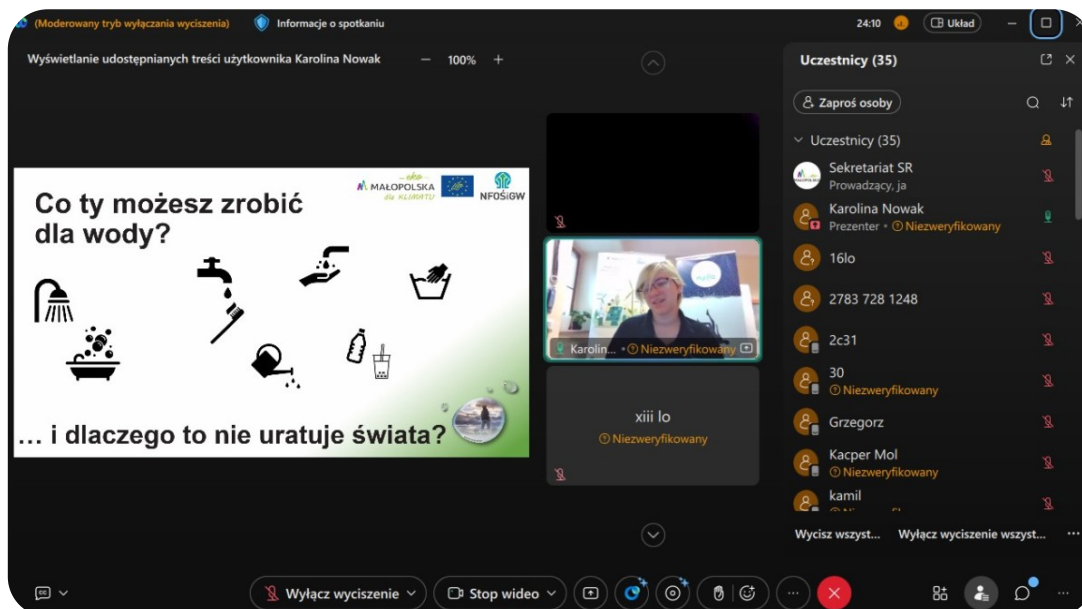 (Moderowany tryb wyłączania wyciszenia)
Informacje o spotkaniu
24:10
Układ
Wyświetlanie udostępnianych treści użytkownika Karolina Nowak
100%
Co ty możesz zrobić
dla wody?
eko
MAŁOPOLSKA
dla KLIMATU
NFOŚiGW
... i dlaczego to nie uratuje świata?
Karolin... • Niezweryfikowany
xiii lo
Niezweryfikowany
Uczestnicy (35)
Zaproś osoby
Uczestnicy (35)
Sekretariat SR
Prowadzący, ja
Karolina Nowak
Prezenter • Niezweryfikowany
16lo
2783 728 1248
2c31
30
Niezweryfikowany
Grzegorz
Kacper Mol
Niezweryfikowany
kamil
Wycisz wszyst...
Wyłącz wyciszenie wszyst...
Wyłącz wyciszenie
Stop wideo